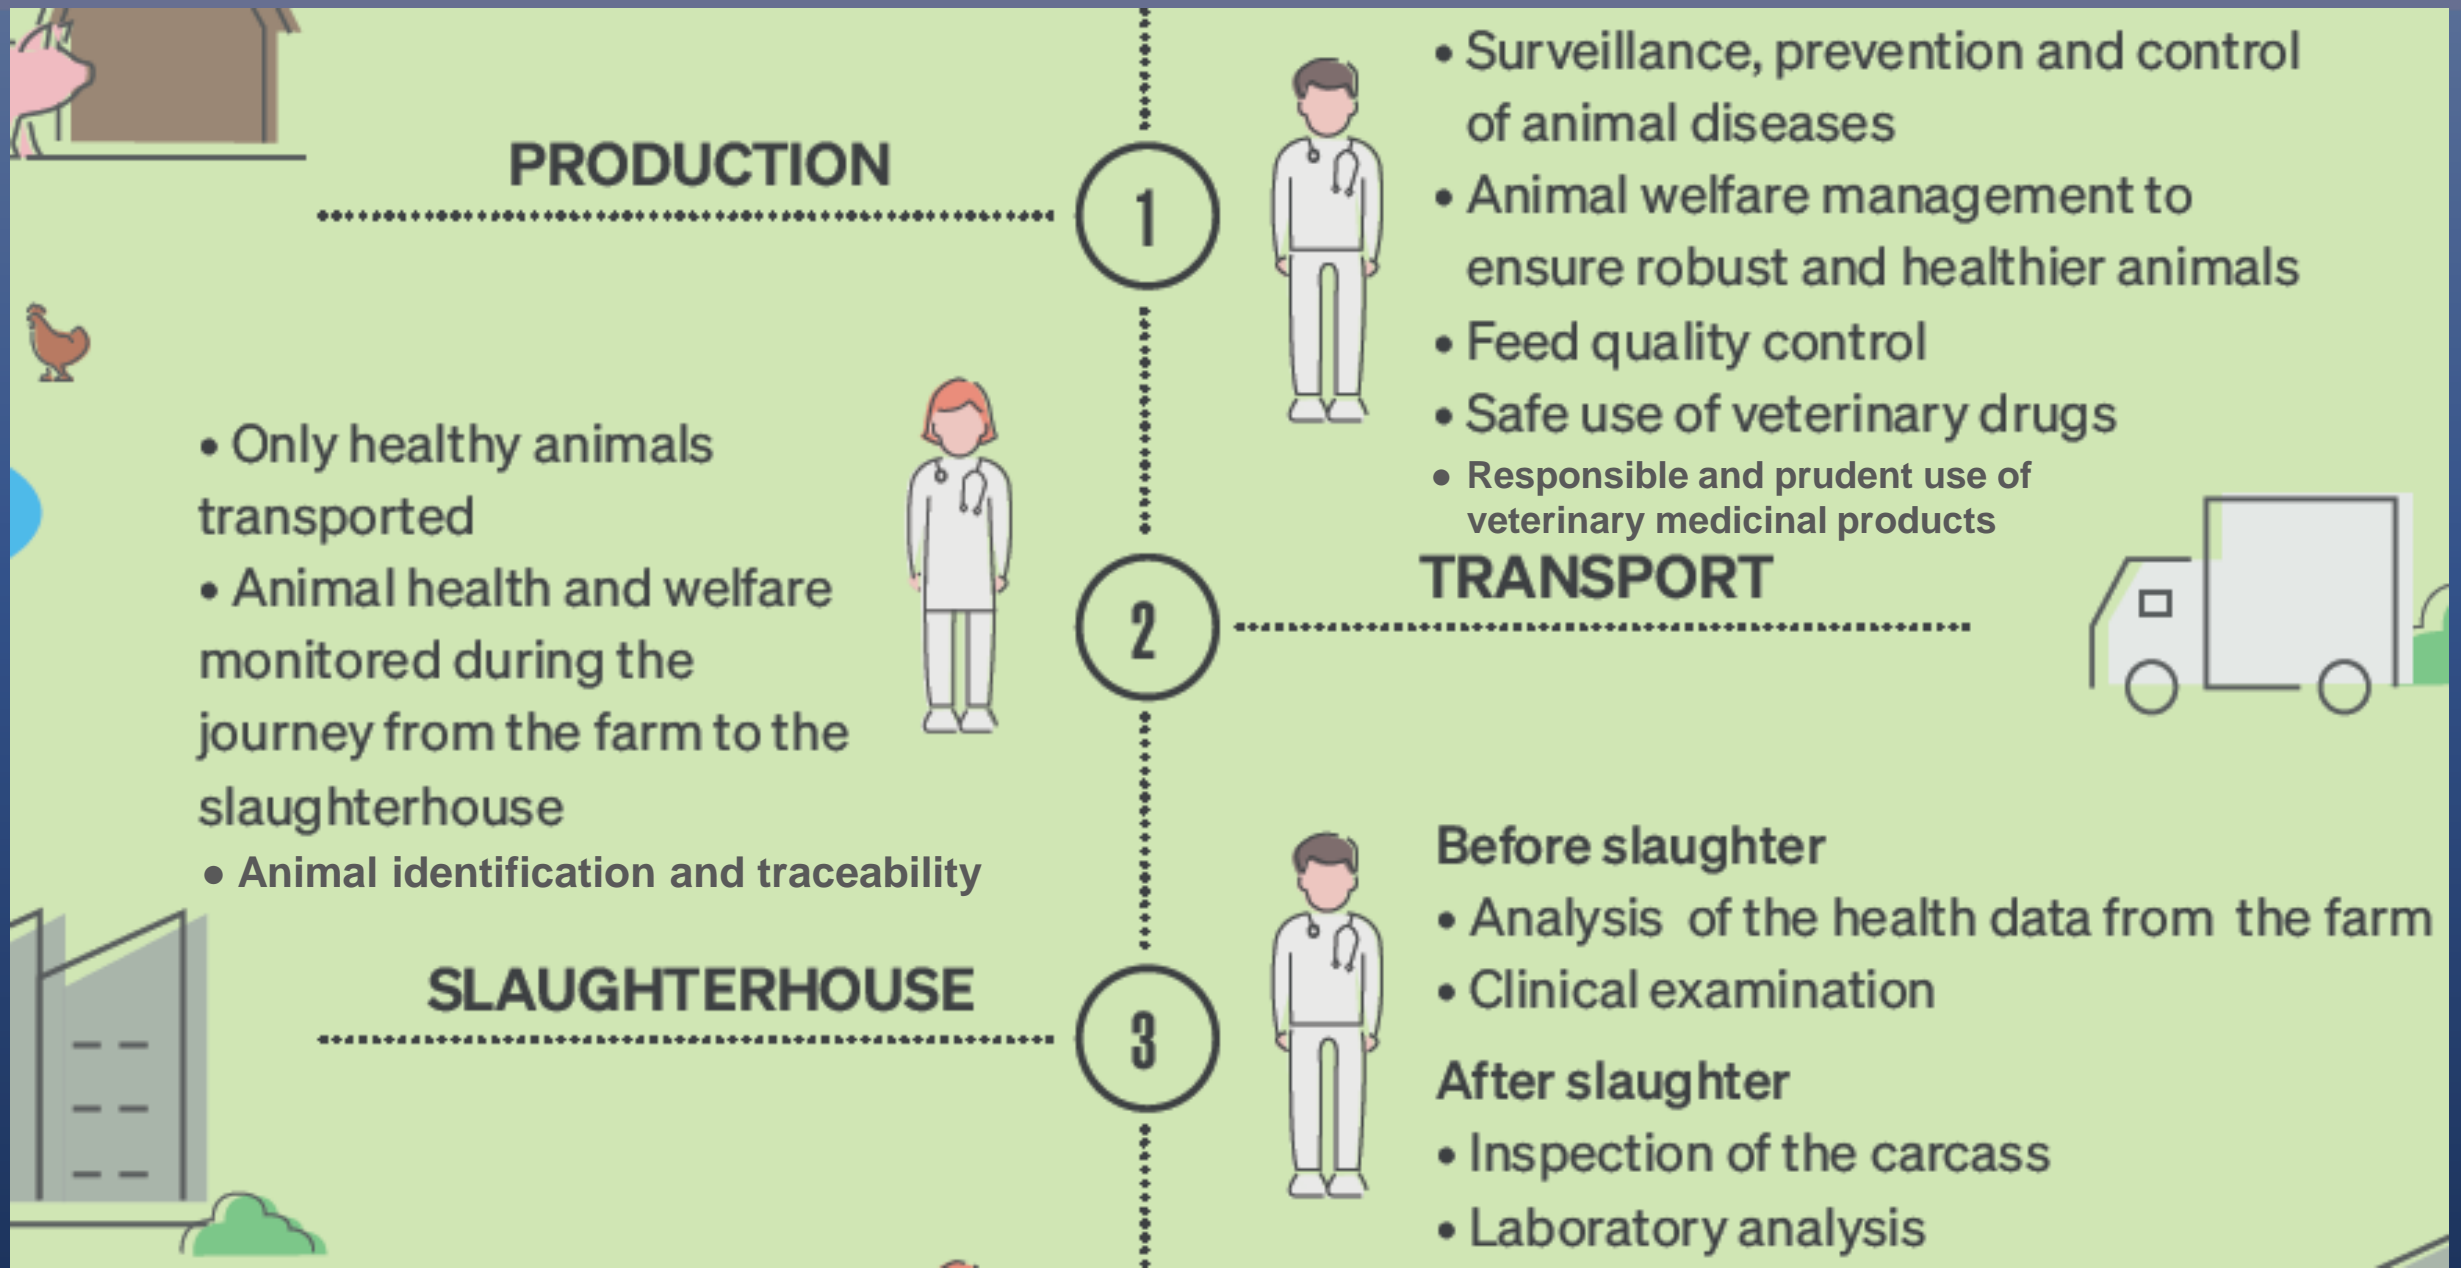 PRODUCTION
1
• Surveillance, prevention and control
of animal diseases
• Animal welfare management to
ensure robust and healthier animals
• Feed quality control
• Safe use of veterinary drugs
• Responsible and prudent use of
veterinary medicinal products
TRANSPORT
2
• Only healthy animals
transported
• Animal health and welfare
monitored during the
journey from the farm to the
slaughterhouse
• Animal identification and traceability
SLAUGHTERHOUSE
3
Before slaughter
• Analysis of the health data from the farm
• Clinical examination
After slaughter
• Inspection of the carcass
• Laboratory analysis